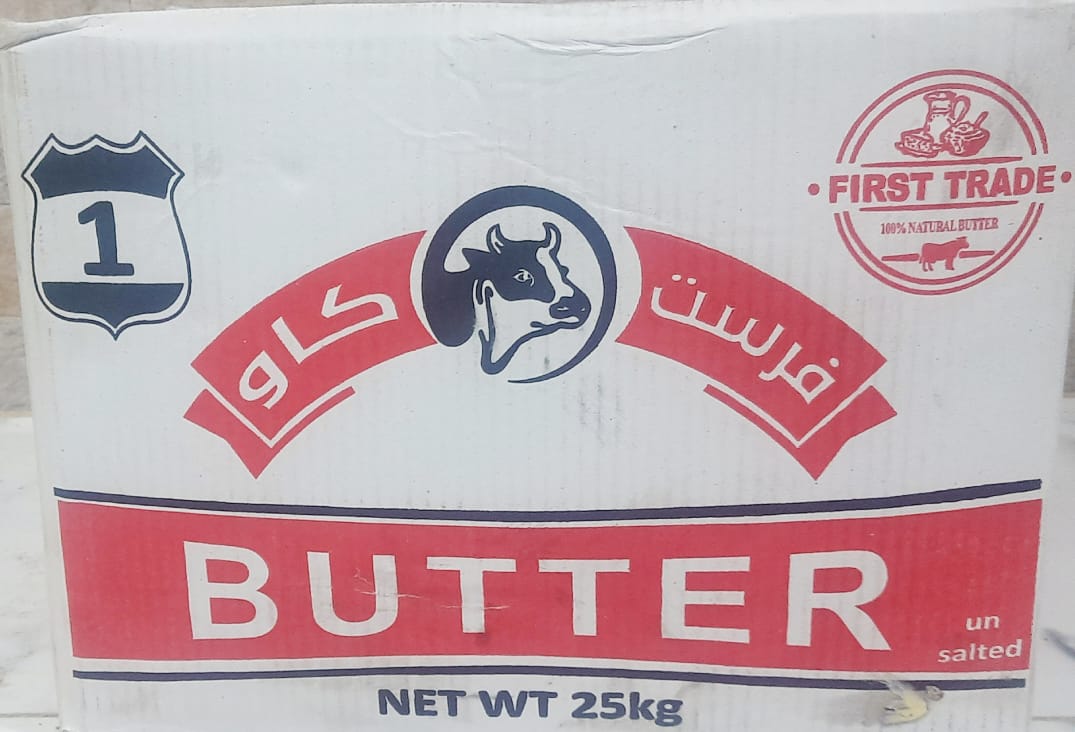 FIRST TRADE
100% NATURAL BUTTER
1
فرست كاو
BUTTER
un
salted
NET WT 25kg